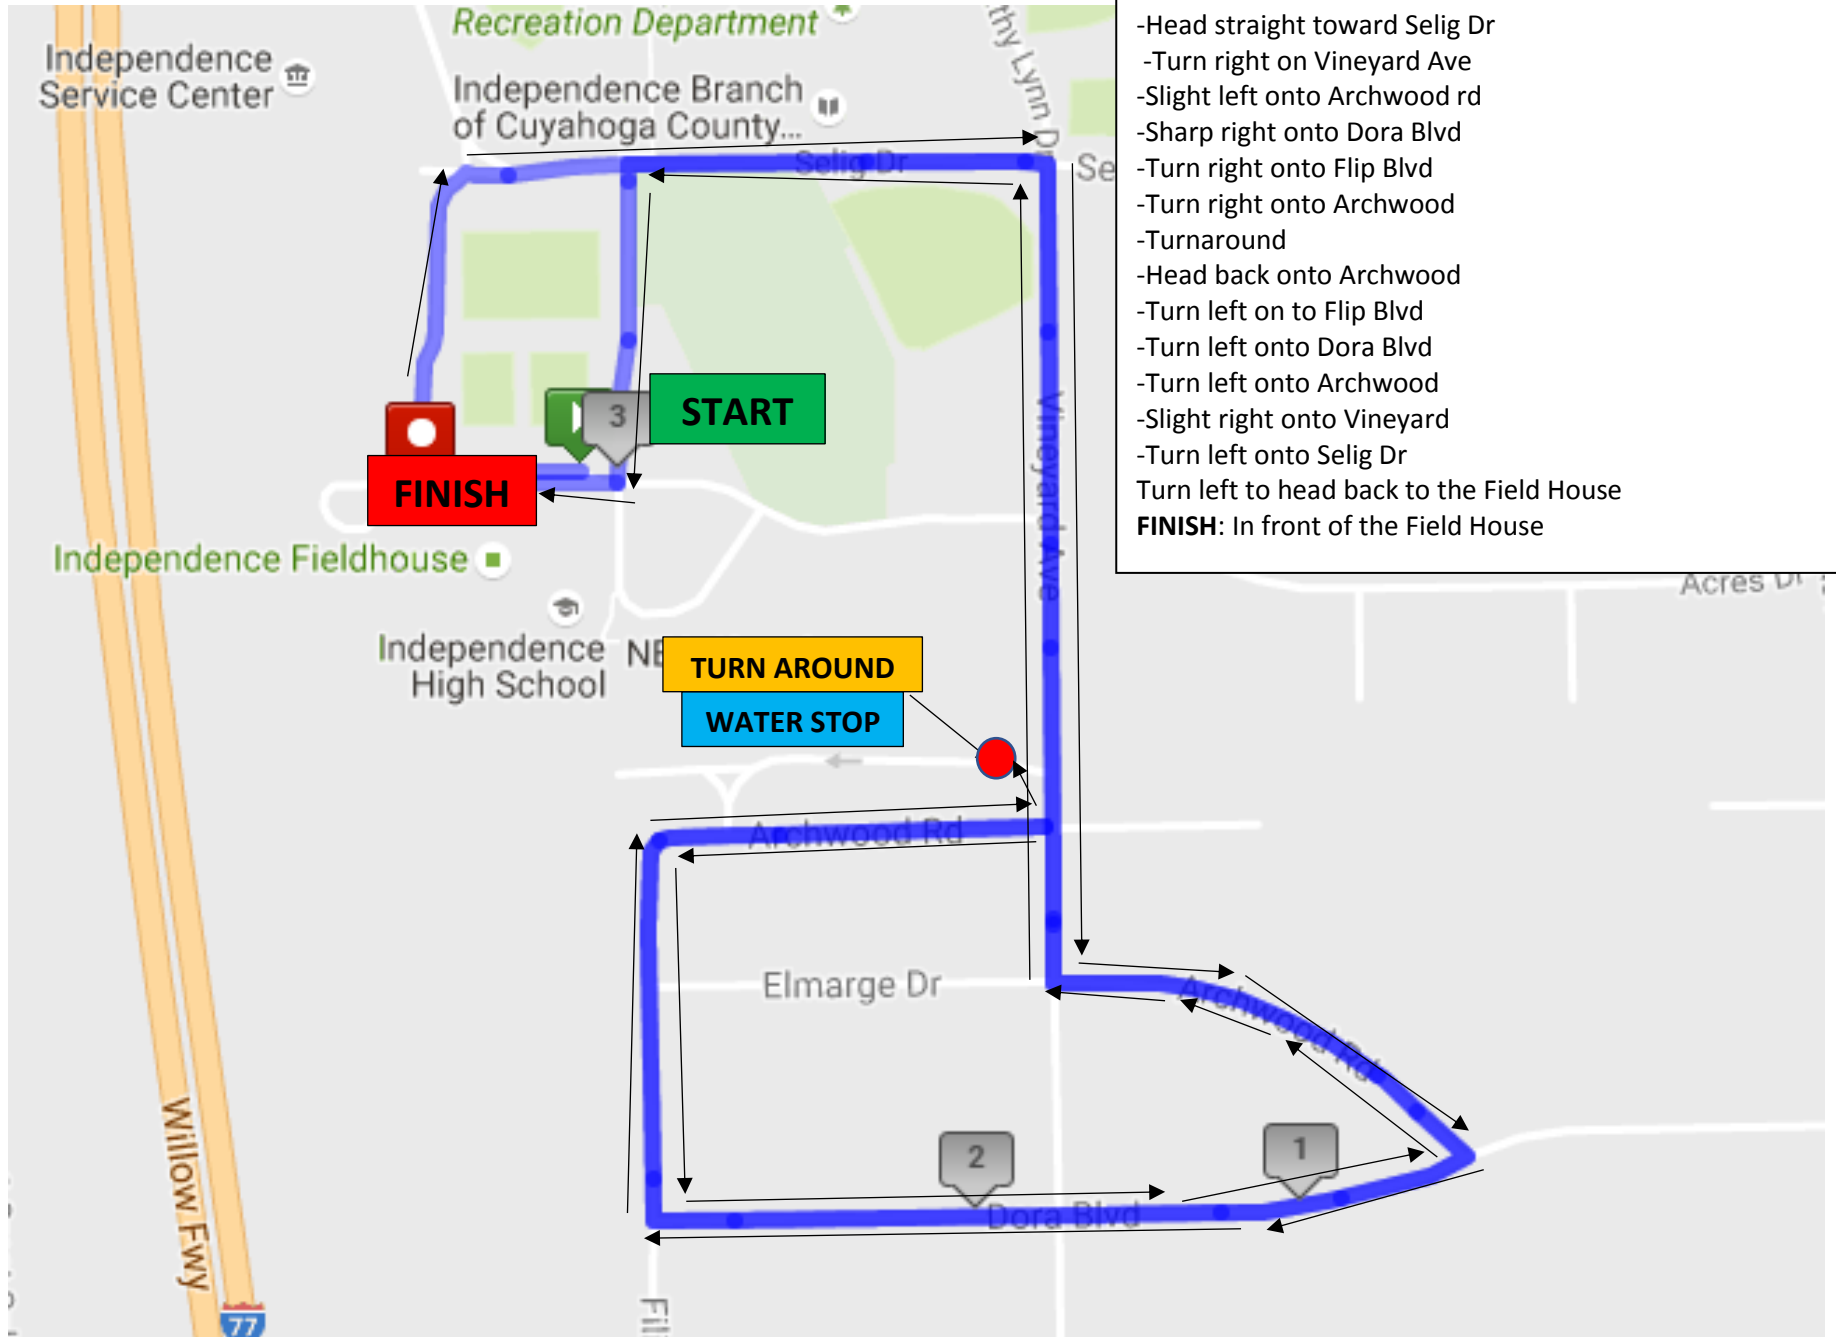 Recreation Department
Independence
Service Center
Independence Branch
of Cuyahoga County...
thy Lynn Dr
Selig Dr
Se
-Head straight toward Selig Dr
-Turn right on Vineyard Ave
-Slight left onto Archwood rd
-Sharp right onto Dora Blvd
-Turn right onto Flip Blvd
-Turn right onto Archwood
-Turnaround
-Head back onto Archwood
-Turn left on to Flip Blvd
-Turn left onto Dora Blvd
-Turn left onto Archwood
-Slight right onto Vineyard
-Turn left onto Selig Dr
Turn left to head back to the Field House
FINISH: In front of the Field House
3
START
FINISH
Vineyard Ave
Independence Fieldhouse
Acres Dr
Independence
High School
NE
TURN AROUND
WATER STOP
Archwood Rd
Elmarge Dr
Archwood Rd
2
1
Dora Blvd
Willow Fwy
77
Fil